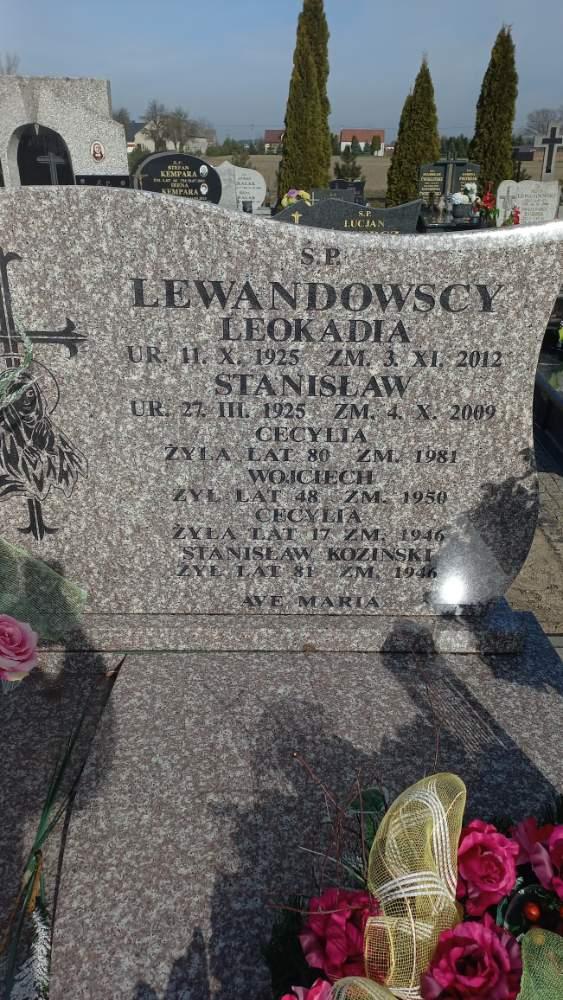 STEFAN
KEMPARA
IRENA
KEMPARA
Ś.P.
ŁUCJAN
Ś.P.
LEWANDOWSCY
LEOKADIA
UR. 11. X. 1925 ZM. 3. XI. 2012
STANISŁAW
UR. 27. III. 1925 ZM. 4. X. 2009
CECYLIA
ŻYŁA LAT 80 ZM. 1981
WOJCIECH
ŻYŁ LAT 48 ZM. 1950
CECYLIA
ŻYŁA LAT 17 ZM. 1946
STANISŁAW KOZIŃSKI
ŻYŁ LAT 81 ZM. 1946
AVE MARIA